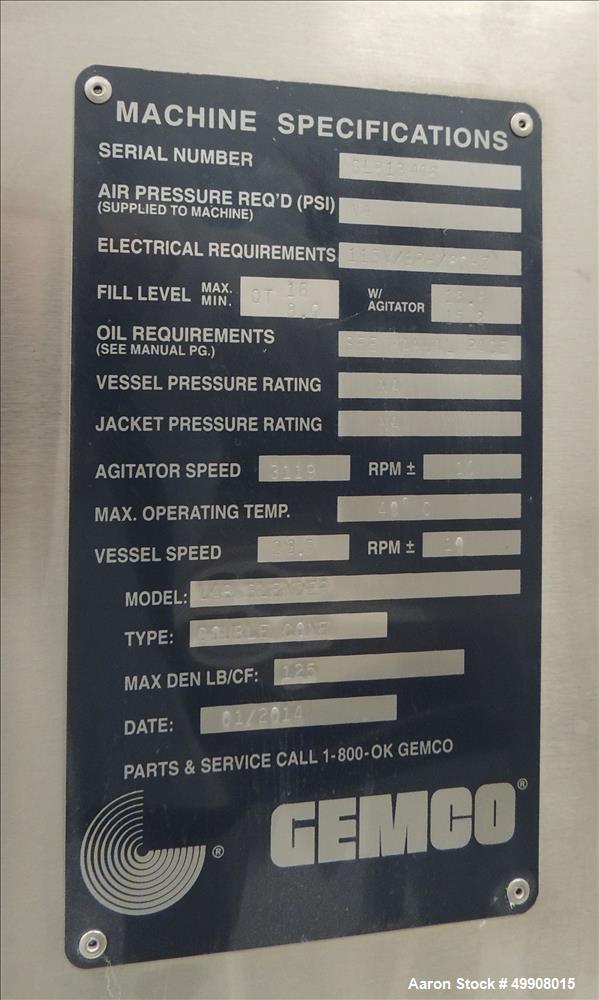 MACHINE SPECIFICATIONS
SERIAL NUMBER
AIR PRESSURE REQ'D (PSI) NA
(SUPPLIED TO MACHINE)
ELECTRICAL REQUIREMENTS
FILL LEVEL MAX. MIN. QT 16 W/ AGITATOR
OIL REQUIREMENTS SEE MANUAL PAGE
(SEE MANUAL PG.)
VESSEL PRESSURE RATING NA
JACKET PRESSURE RATING NA
AGITATOR SPEED 3119 RPM ± 10
MAX. OPERATING TEMP. 40° C
VESSEL SPEED RPM ± 10
MODEL: LAB BLENDER
TYPE: DOUBLE CONE
MAX DEN LB/CF: 125
DATE: 01/2014
PARTS & SERVICE CALL 1-800-OK GEMCO
® GEMCO®
Aaron Stock # 49908015